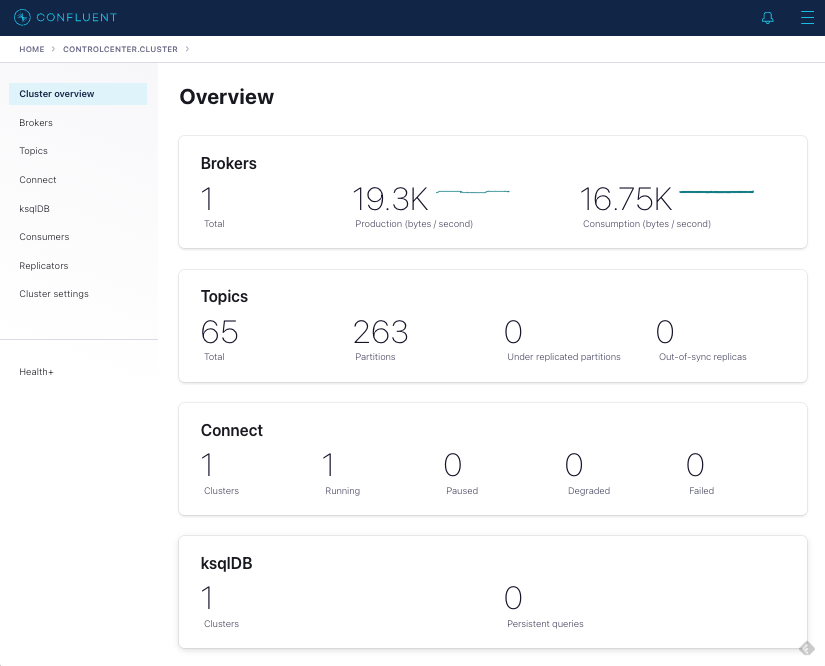 CONFLUENT
HOME > CONTROLCENTER.CLUSTER >
Cluster overview
Brokers
Topics
Connect
ksqlDB
Consumers
Replicators
Cluster settings
Health+
Overview
Brokers
1 19.3K 16.75K
Total Production (bytes / second) Consumption (bytes / second)
Topics
65 263 0 0
Total Partitions Under replicated partitions Out-of-sync replicas
Connect
1 1 0 0 0
Clusters Running Paused Degraded Failed
ksqlDB
1 0
Clusters Persistent queries